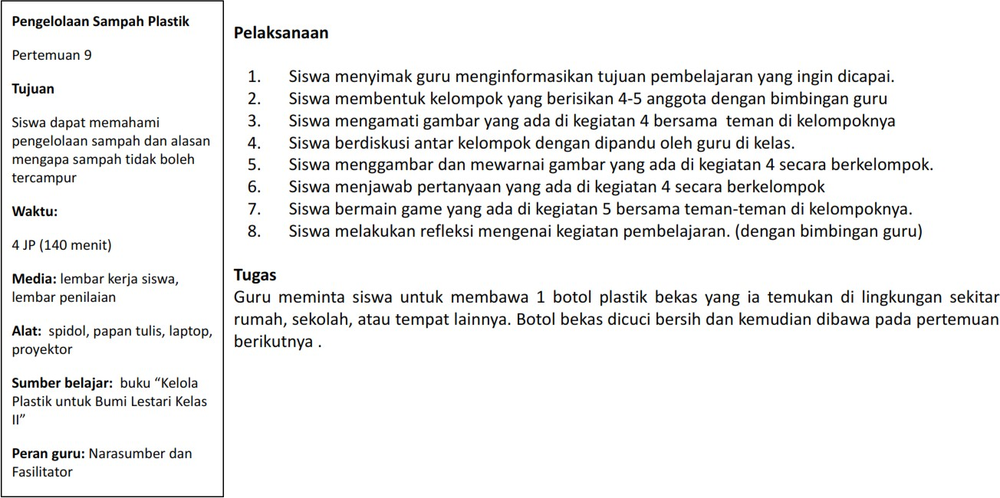 Pengelolaan Sampah Plastik
Pertemuan 9
Tujuan
Siswa dapat memahami
pengelolaan sampah dan alasan
mengapa sampah tidak boleh
tercampur
Waktu:
4 JP (140 menit)
Media: lembar kerja siswa,
lembar penilaian
Alat:  spidol, papan tulis, laptop,
proyektor
Sumber belajar:  buku “Kelola
Plastik untuk Bumi Lestari Kelas
II”
Peran guru: Narasumber dan
Fasilitator
Pelaksanaan
1. Siswa menyimak guru menginformasikan tujuan pembelajaran yang ingin dicapai.
2. Siswa membentuk kelompok yang berisikan 4-5 anggota dengan bimbingan guru
3. Siswa mengamati gambar yang ada di kegiatan 4 bersama  teman di kelompoknya
4. Siswa berdiskusi antar kelompok dengan dipandu oleh guru di kelas.
5. Siswa menggambar dan mewarnai gambar yang ada di kegiatan 4 secara berkelompok.
6. Siswa menjawab pertanyaan yang ada di kegiatan 4 secara berkelompok
7. Siswa bermain game yang ada di kegiatan 5 bersama teman-teman di kelompoknya.
8. Siswa melakukan refleksi mengenai kegiatan pembelajaran. (dengan bimbingan guru)
Tugas
Guru meminta siswa untuk membawa 1 botol plastik bekas yang ia temukan di lingkungan sekitar
rumah, sekolah, atau tempat lainnya. Botol bekas dicuci bersih dan kemudian dibawa pada pertemuan
berikutnya .